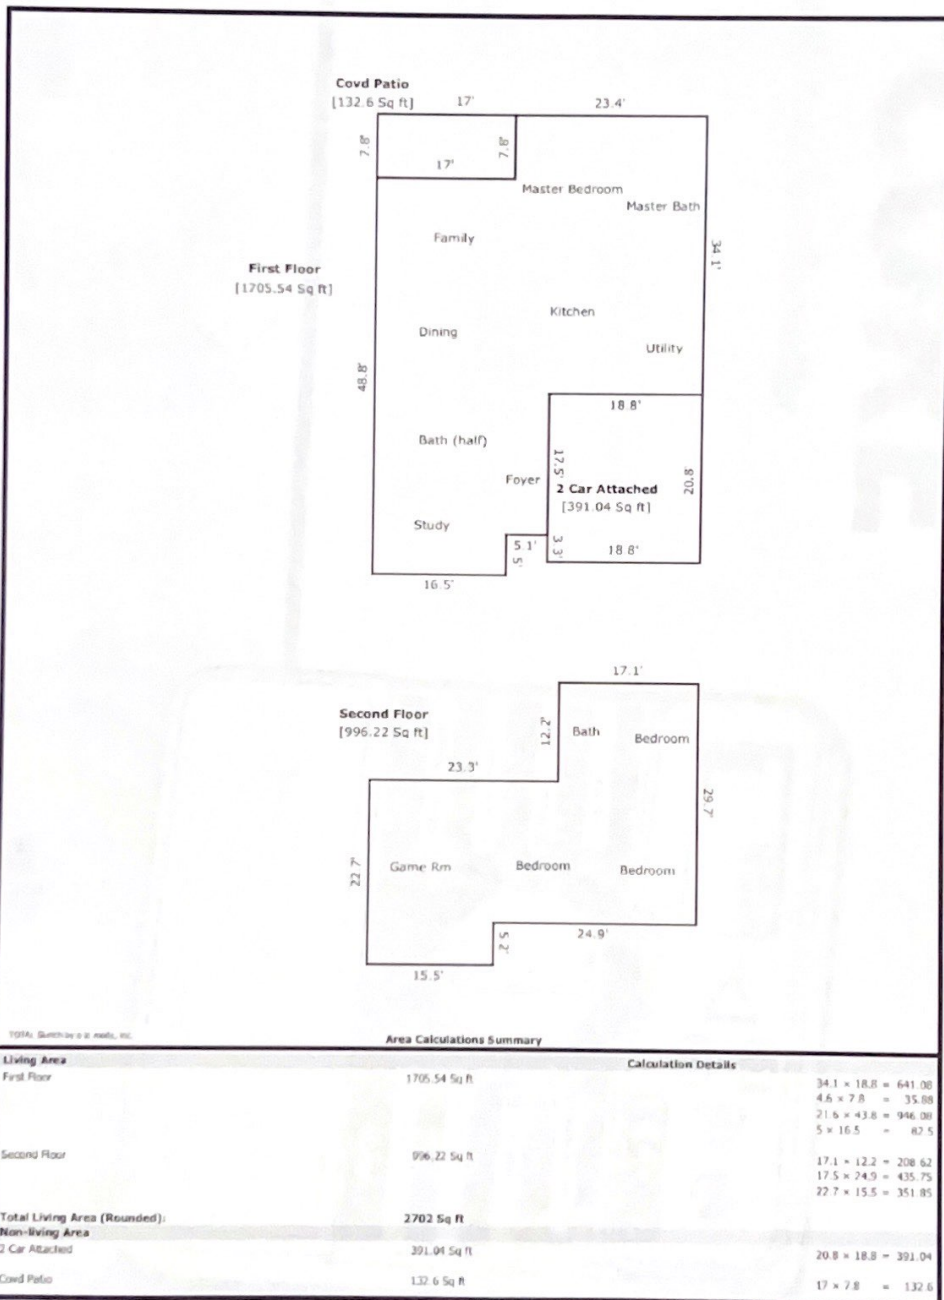 Covd Patio
[132.6 Sq ft]
17'
23.4'
7.8'
7.8'
17'
Master Bedroom
Master Bath
Family
34.1'
First Floor
[1705.54 Sq ft]
Kitchen
Dining
Utility
48.8'
18.8'
Bath (half)
17.5'
Foyer
2 Car Attached
20.8'
[391.04 Sq ft]
Study
5.1'
3.3'
5'
18.8'
16.5'
17.1'
Second Floor
[996.22 Sq ft]
12.2'
Bath
Bedroom
23.3'
29.7'
22.7'
Game Rm
Bedroom
Bedroom
5.2'
24.9'
15.5'
Area Calculations Summary
Living Area
Calculation Details
First Floor 1705.54 Sq ft 34.1 × 18.8 = 641.08
4.6 × 7.8 = 35.88
21.6 × 43.8 = 946.08
5 × 16.5 = 82.5
Second Floor 996.22 Sq ft 17.1 × 12.2 = 208.62
17.5 × 24.9 = 435.75
22.7 × 15.5 = 351.85
Total Living Area (Rounded): 2702 Sq ft
Non-living Area
2 Car Attached 391.04 Sq ft 20.8 × 18.8 = 391.04
Covd Patio 132.6 Sq ft 17 × 7.8 = 132.6